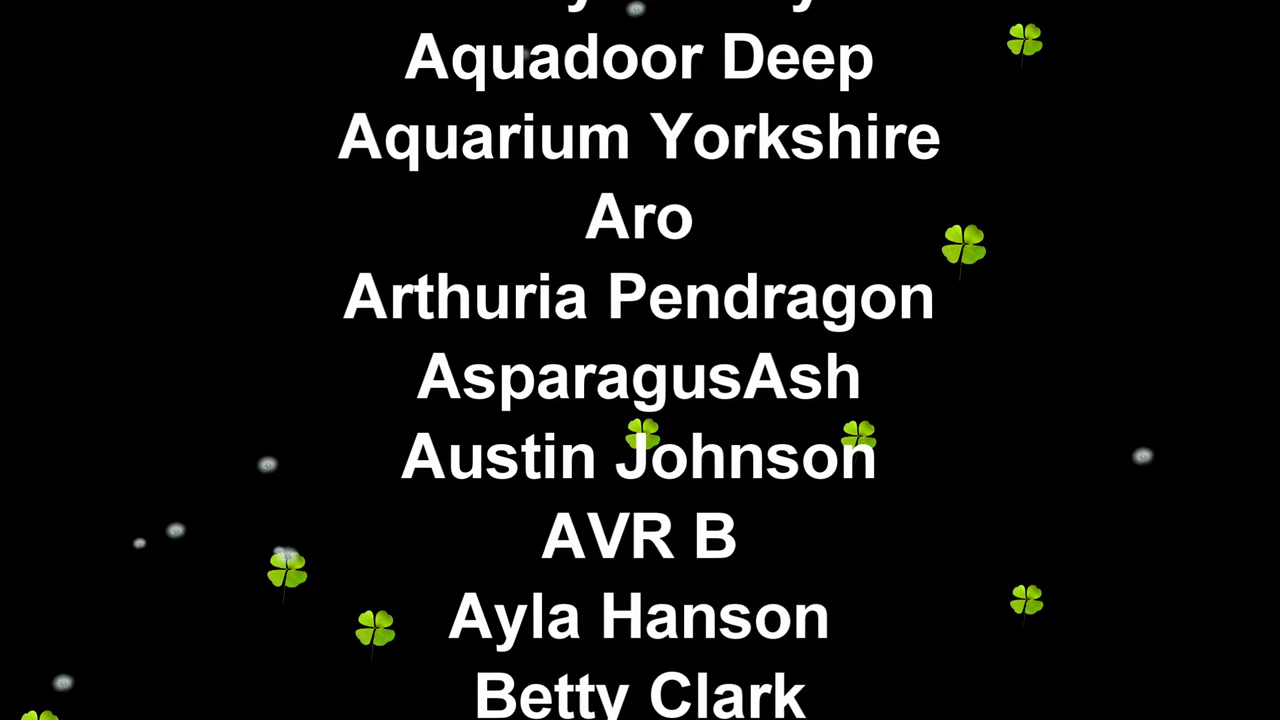 Aquadoor Deep
Aquarium Yorkshire
Aro
Arthuria Pendragon
AsparagusAsh
Austin Johnson
AVR B
Ayla Hanson
Betty Clark